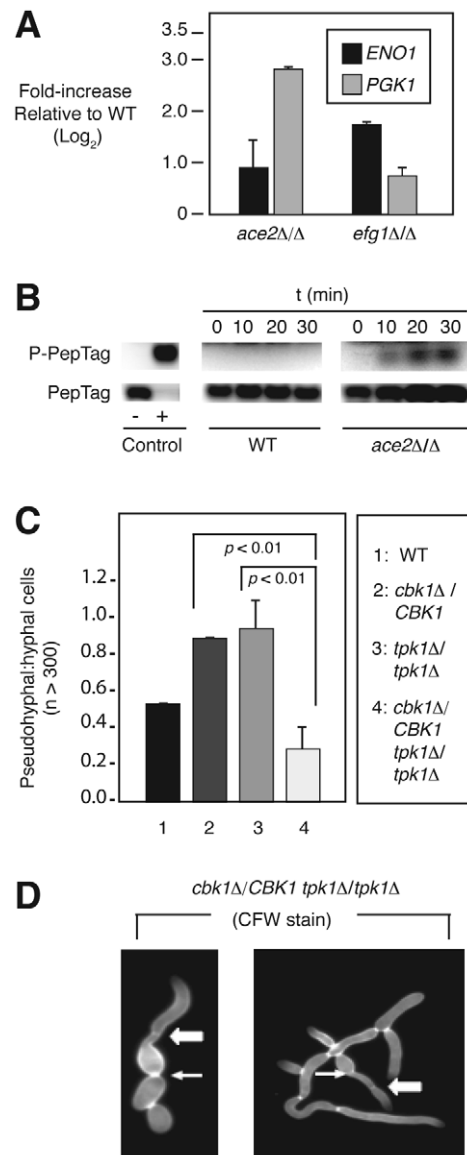 A
Fold-increase
Relative to WT
(Log₂)
3.5
3.0
2.0
1.0
0
ENO1
PGK1
ace2Δ/Δ
efg1Δ/Δ
B
t (min)
0 10 20 30 0 10 20 30
P-PepTag
PepTag
- +
Control
WT
ace2Δ/Δ
C
Pseudohyphal:hyphal cells
(n > 300)
1.2
1.0
0.8
0.6
0.4
0.2
0.0
p < 0.01
p < 0.01
1 2 3 4
1: WT
2: cbk1Δ /
CBK1
3: tpk1Δ/
tpk1Δ
4: cbk1Δ/
CBK1
tpk1Δ/
tpk1Δ
D
cbk1Δ/CBK1 tpk1Δ/tpk1Δ
(CFW stain)